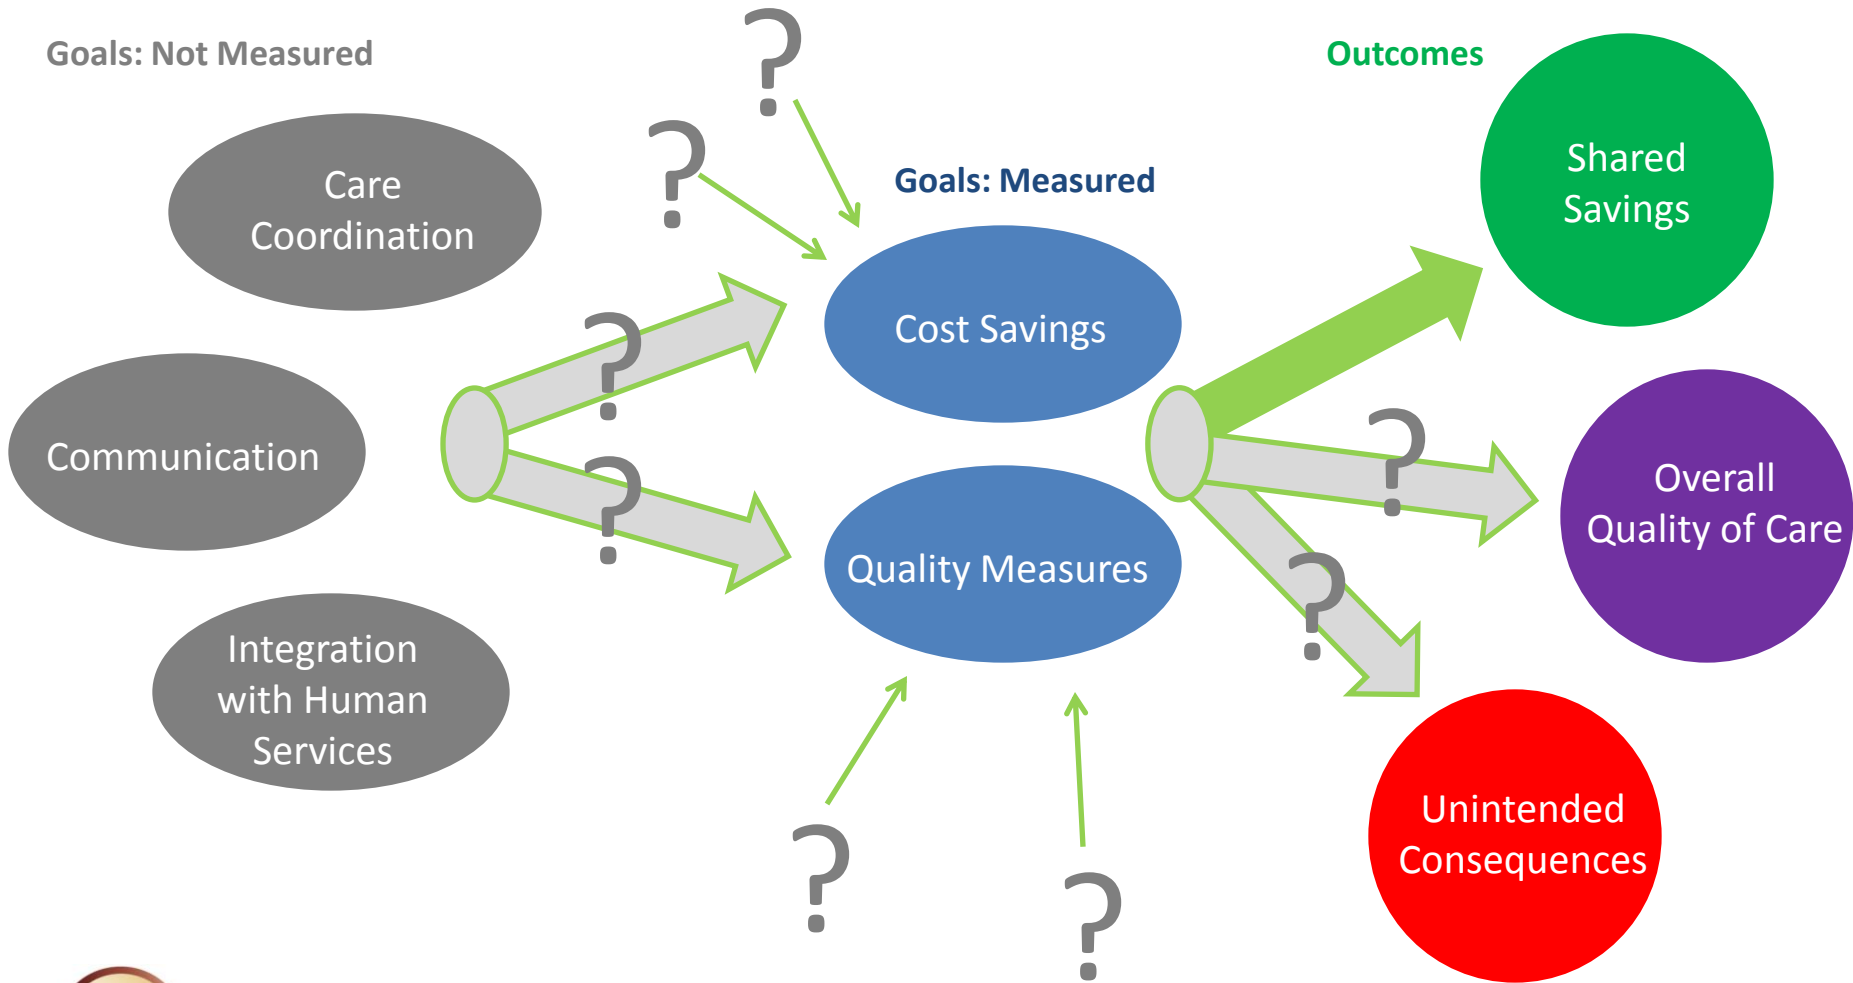 Goals: Not Measured
Care
Coordination
Communication
Integration
with Human
Services
?
?
?
?
Goals: Measured
Cost Savings
Quality Measures
?
?
?
?
Outcomes
Shared
Savings
Overall
Quality of Care
Unintended
Consequences